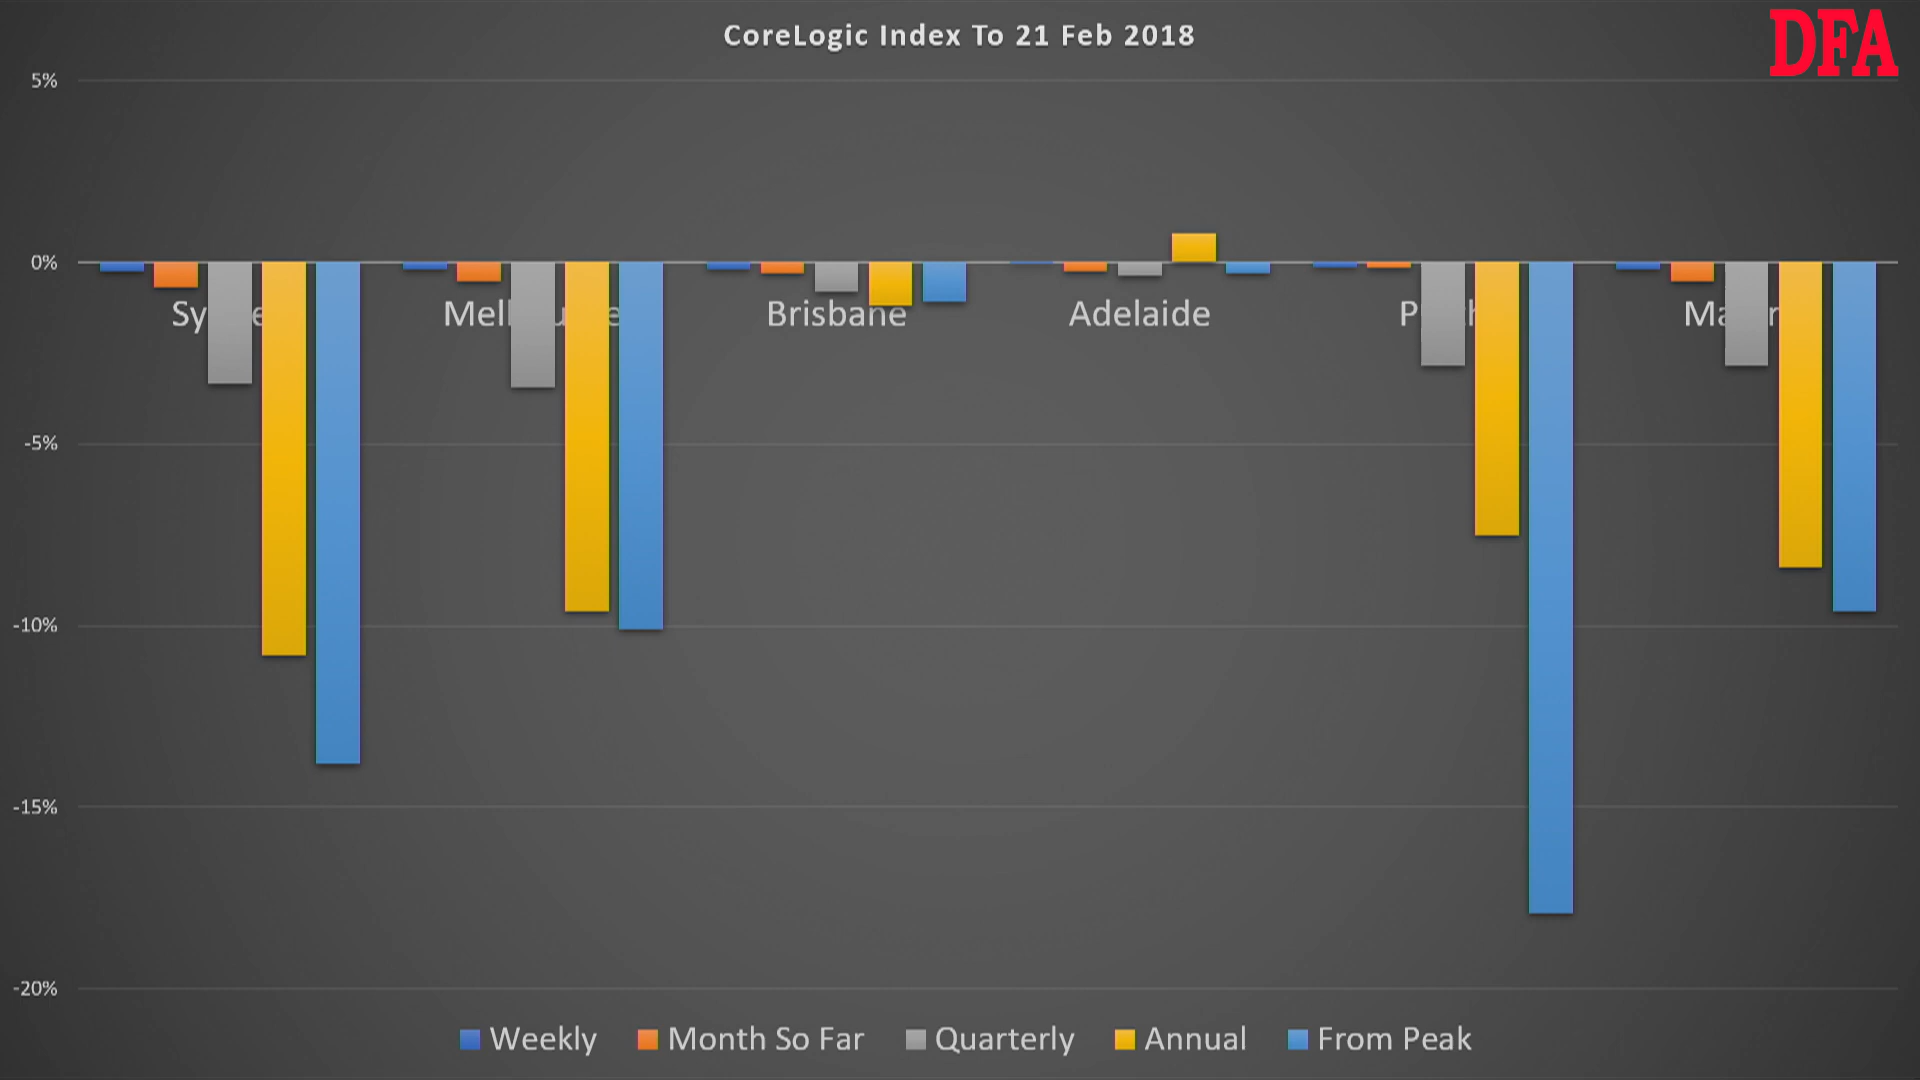 CoreLogic Index To 21 Feb 2018
DFA
5%
0%
-5%
-10%
-15%
-20%
Brisbane
Adelaide
Weekly
Month So Far
Quarterly
Annual
From Peak